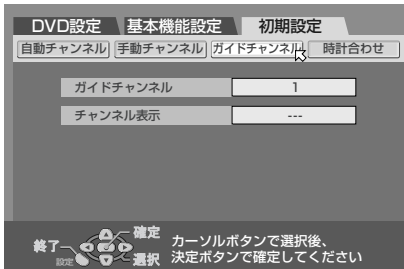 DVD設定 基本機能設定 初期設定
自動チャンネル 手動チャンネル ガイドチャンネル 時計合わせ
ガイドチャンネル 1
チャンネル表示 ---
確定
終了
設定
選択
カーソルボタンで選択後、
決定ボタンで確定してください